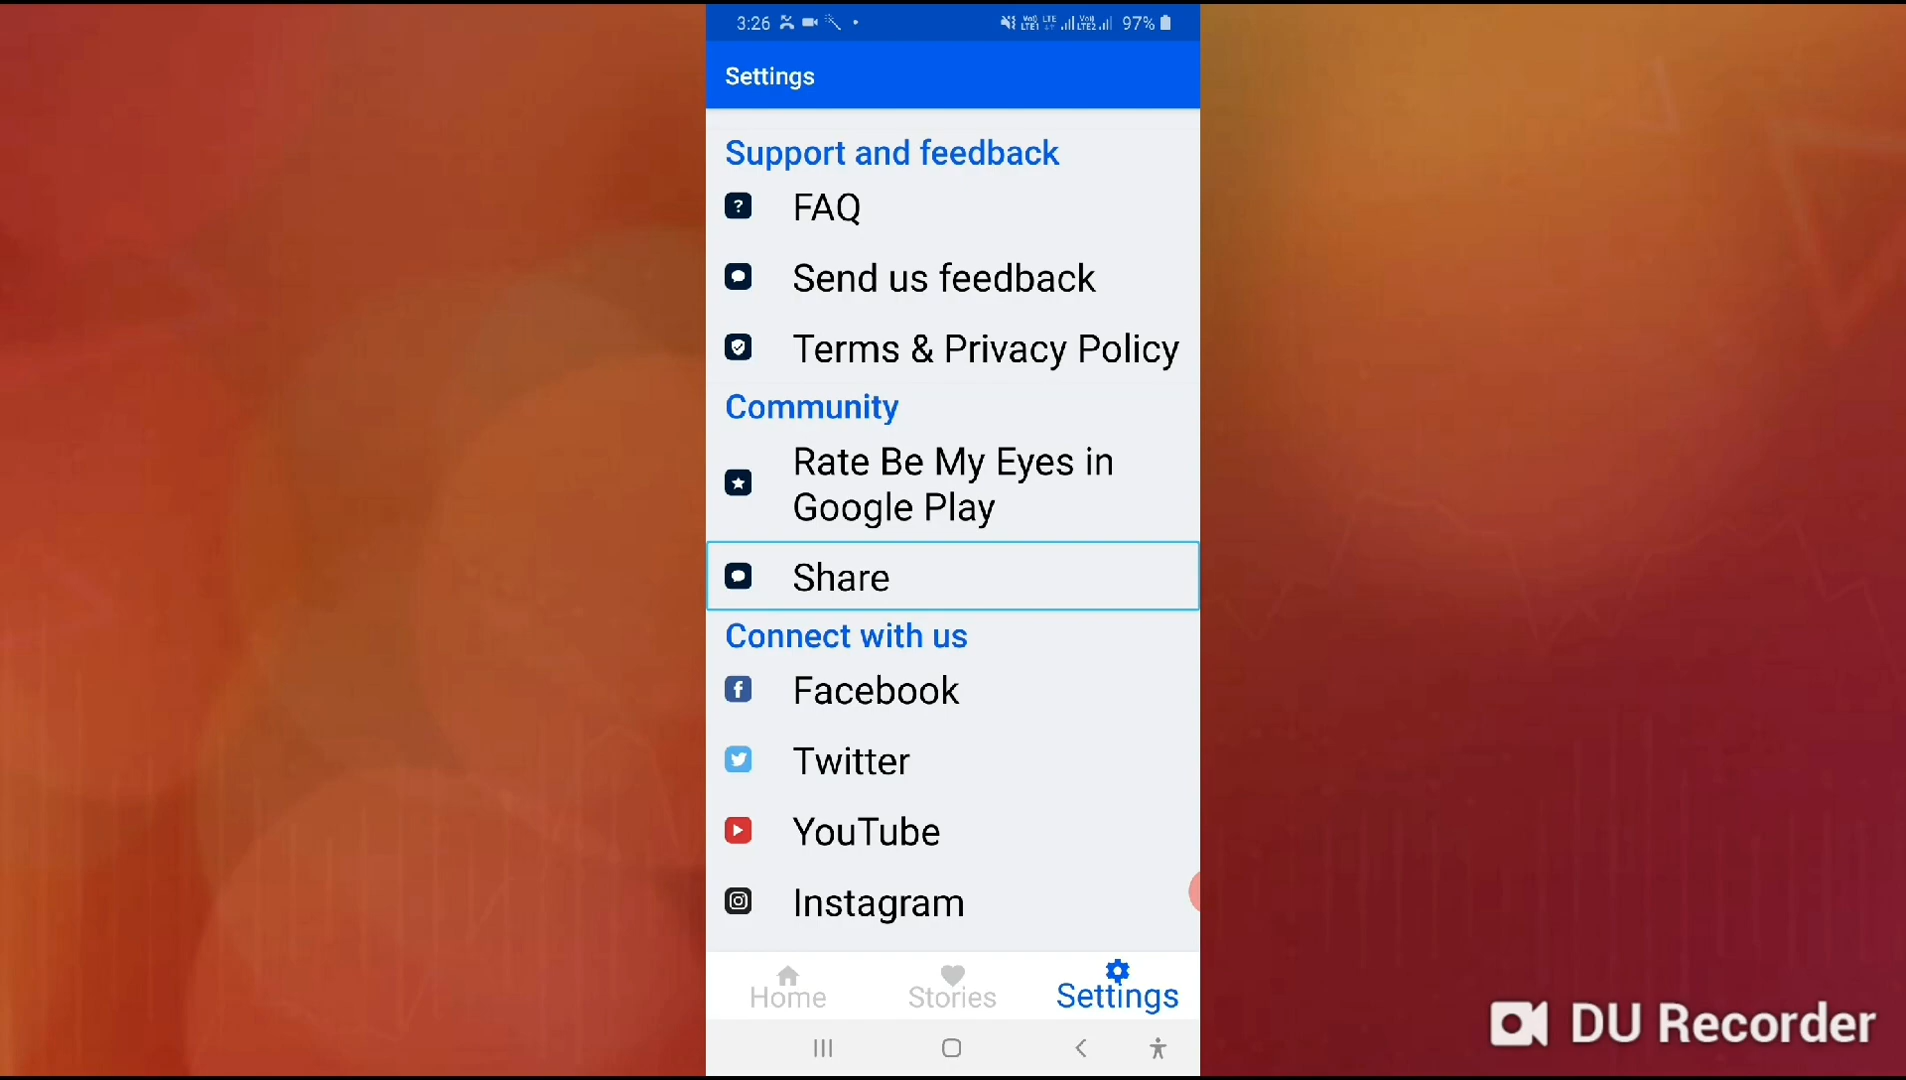 3:26
97%
Settings
Support and feedback
FAQ
Send us feedback
Terms & Privacy Policy
Community
Rate Be My Eyes in
Google Play
Share
Connect with us
Facebook
Twitter
YouTube
Instagram
Home
Stories
Settings
DU Recorder